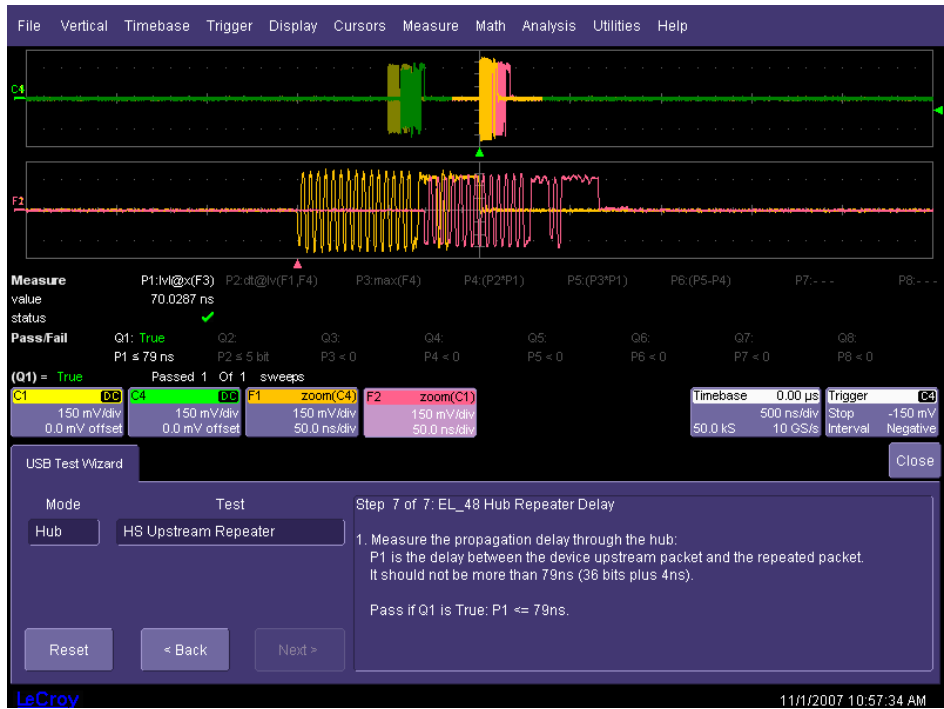 File Vertical Timebase Trigger Display Cursors Measure Math Analysis Utilities Help
C4
F2
Measure P1:lvl@x(F3) P2:dt@lv(F1,F4) P3:max(F4) P4:(P2*P1) P5:(P3*P1) P6:(P5-P4) P7:- - - P8:- - -
value 70.0287 ns
status
Pass/Fail Q1: True Q2: Q3: Q4: Q5: Q6: Q7: Q8:
P1 ≤ 79 ns P2 ≤ 5 bit P3 < 0 P4 < 0 P5 < 0 P6 < 0 P7 < 0 P8 < 0
(Q1) = True Passed 1 Of 1 sweeps
C1 DC C4 DC F1 zoom(C4) F2 zoom(C1) Timebase 0.00 µs Trigger C4
150 mV/div 150 mV/div 150 mV/div 150 mV/div 500 ns/div Stop -150 mV
0.0 mV offset 0.0 mV offset 50.0 ns/div 50.0 ns/div 50.0 kS 10 GS/s Interval Negative
USB Test Wizard
Close
Mode Test
Hub HS Upstream Repeater
Step 7 of 7: EL_48 Hub Repeater Delay
1. Measure the propagation delay through the hub:
P1 is the delay between the device upstream packet and the repeated packet.
It should not be more than 79ns (36 bits plus 4ns).
Pass if Q1 is True: P1 <= 79ns.
Reset < Back Next >
LeCroy 11/1/2007 10:57:34 AM